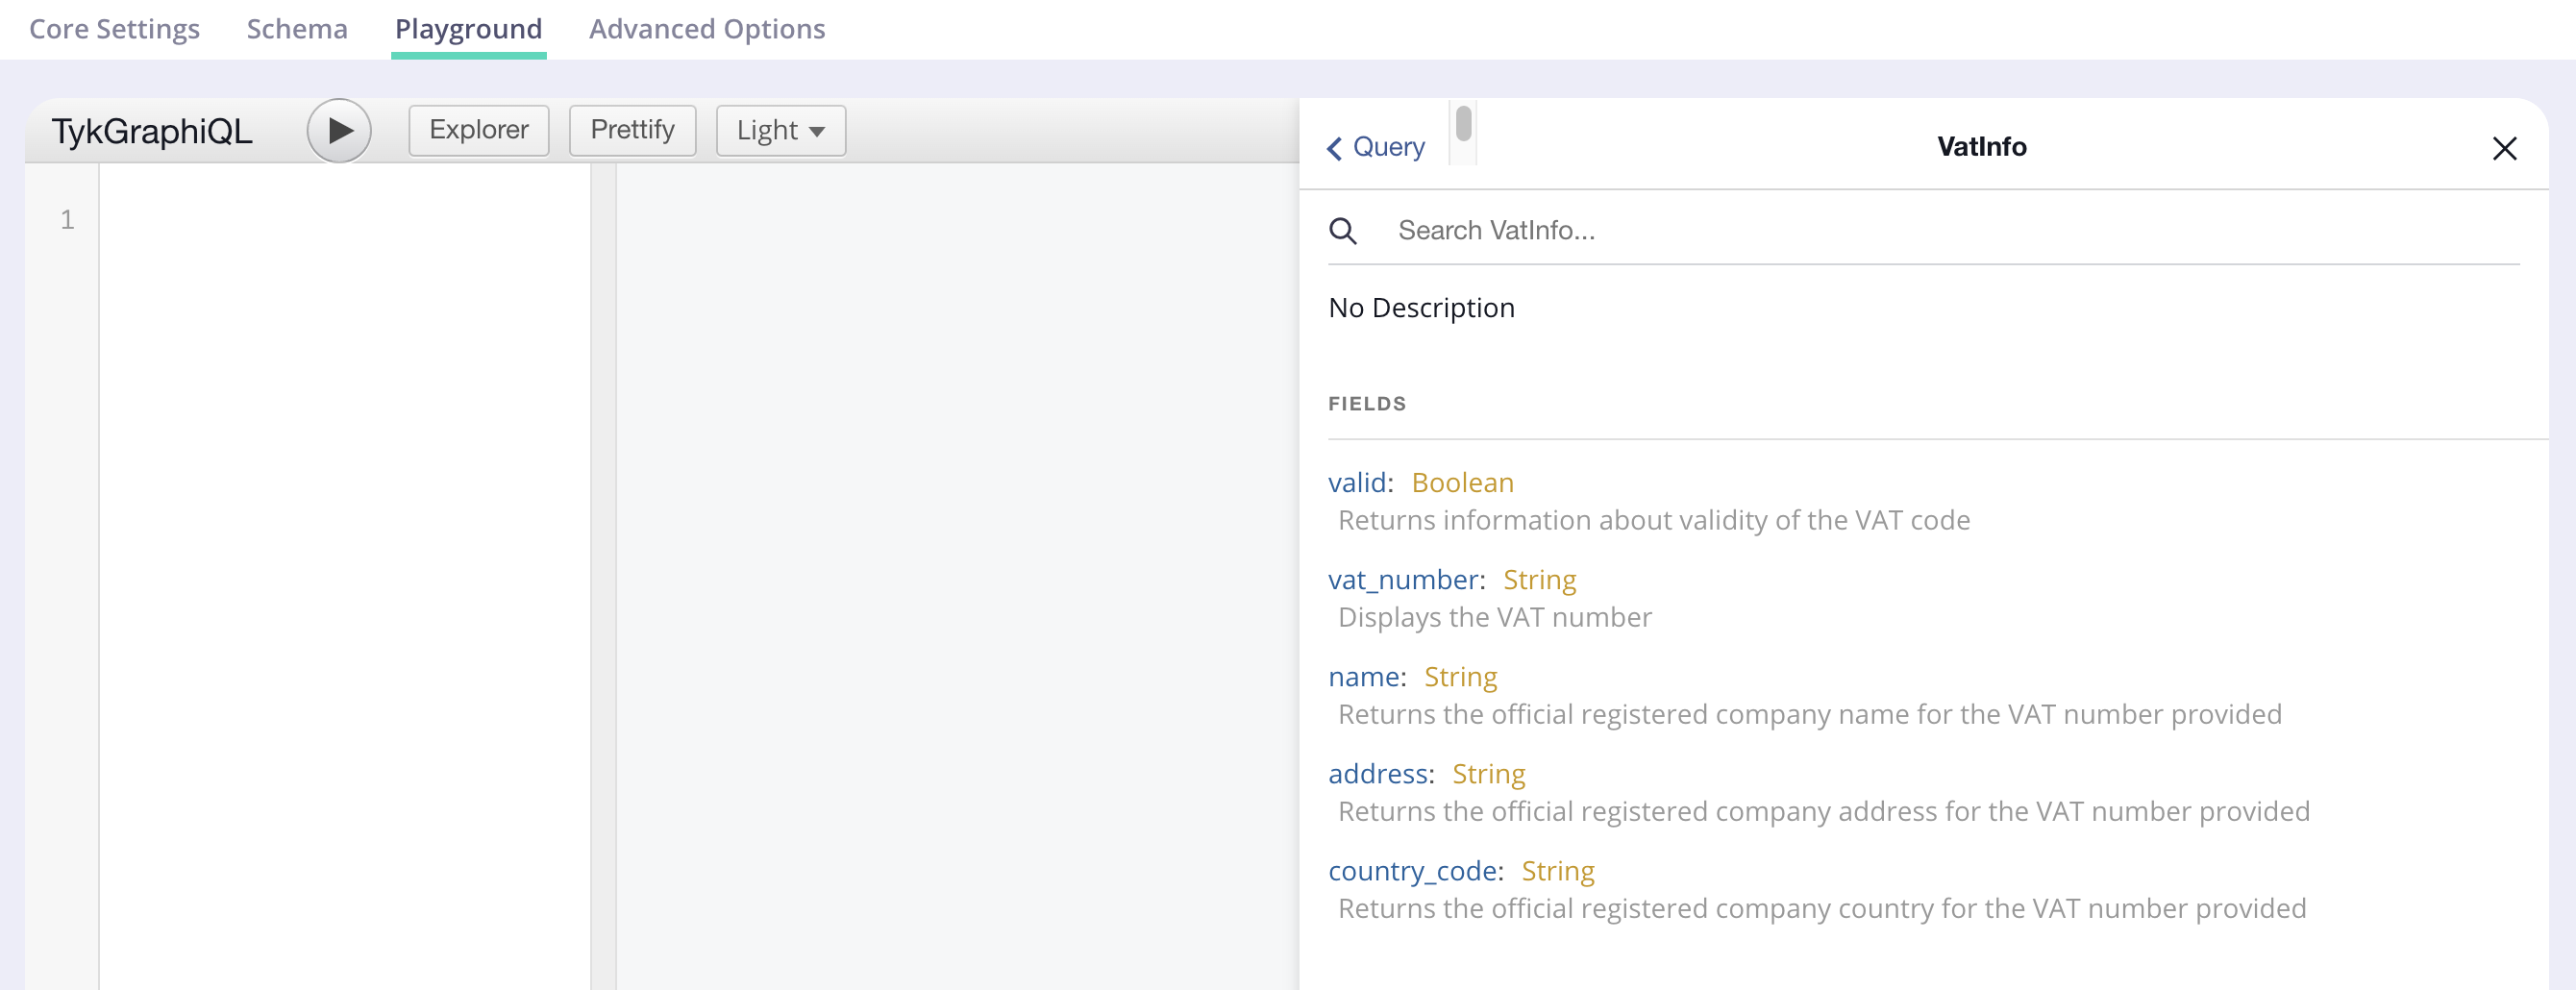 Core Settings Schema Playground Advanced Options
TykGraphiQL Explorer Prettify Light
Query VatInfo
1
Search VatInfo...
No Description
FIELDS
valid: Boolean
Returns information about validity of the VAT code
vat_number: String
Displays the VAT number
name: String
Returns the official registered company name for the VAT number provided
address: String
Returns the official registered company address for the VAT number provided
country_code: String
Returns the official registered company country for the VAT number provided